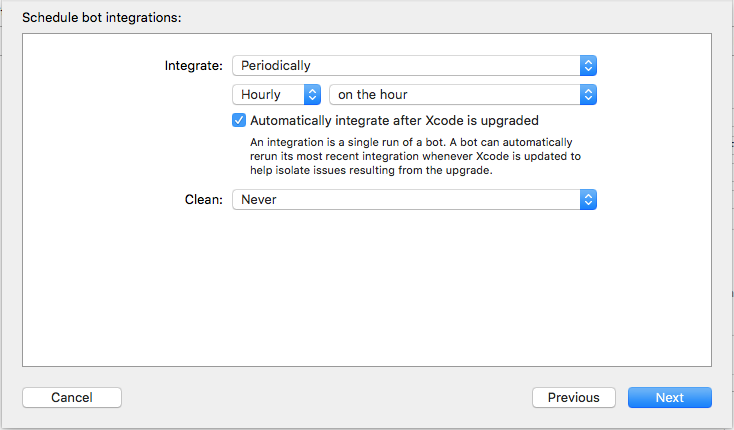 Schedule bot integrations:
Integrate: Periodically
Hourly on the hour
Automatically integrate after Xcode is upgraded
An integration is a single run of a bot. A bot can automatically
rerun its most recent integration whenever Xcode is updated to
help isolate issues resulting from the upgrade.
Clean: Never
Cancel Previous Next